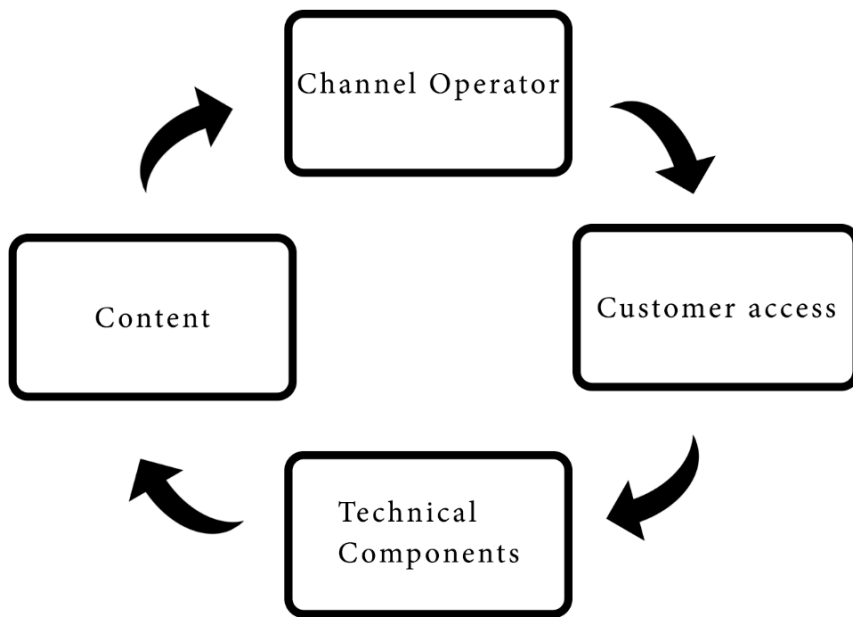 Channel Operator
Content
Customer access
Technical
Components